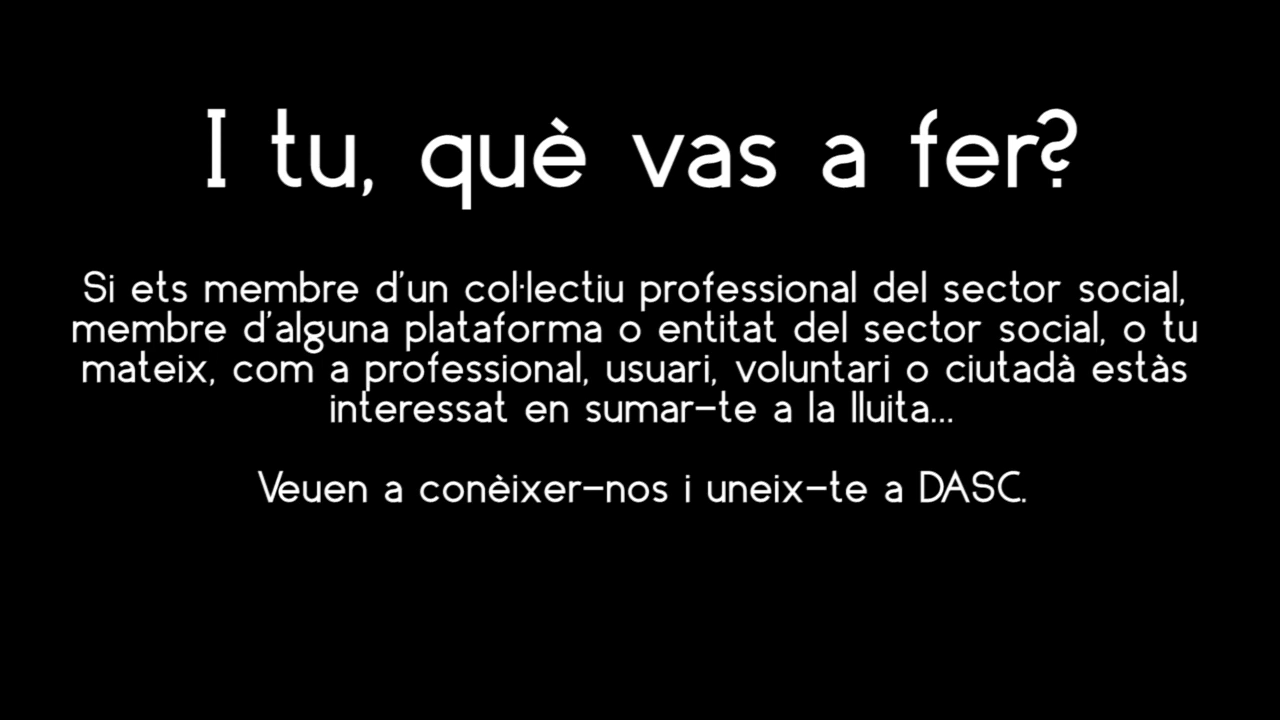 I tu, què vas a fer?
Si ets membre d'un col·lectiu professional del sector social,
membre d'alguna plataforma o entitat del sector social, o tu
mateix, com a professional, usuari, voluntari o ciutadà estàs
interessat en sumar-te a la lluita...
Veuen a conèixer-nos i uneix-te a DASC.